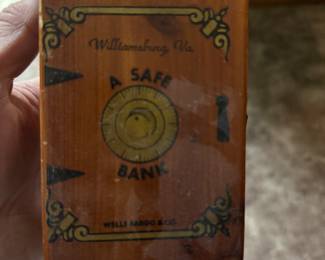 Williamsburg, Va.
A SAFE
BANK
WELLS FARGO & CO.